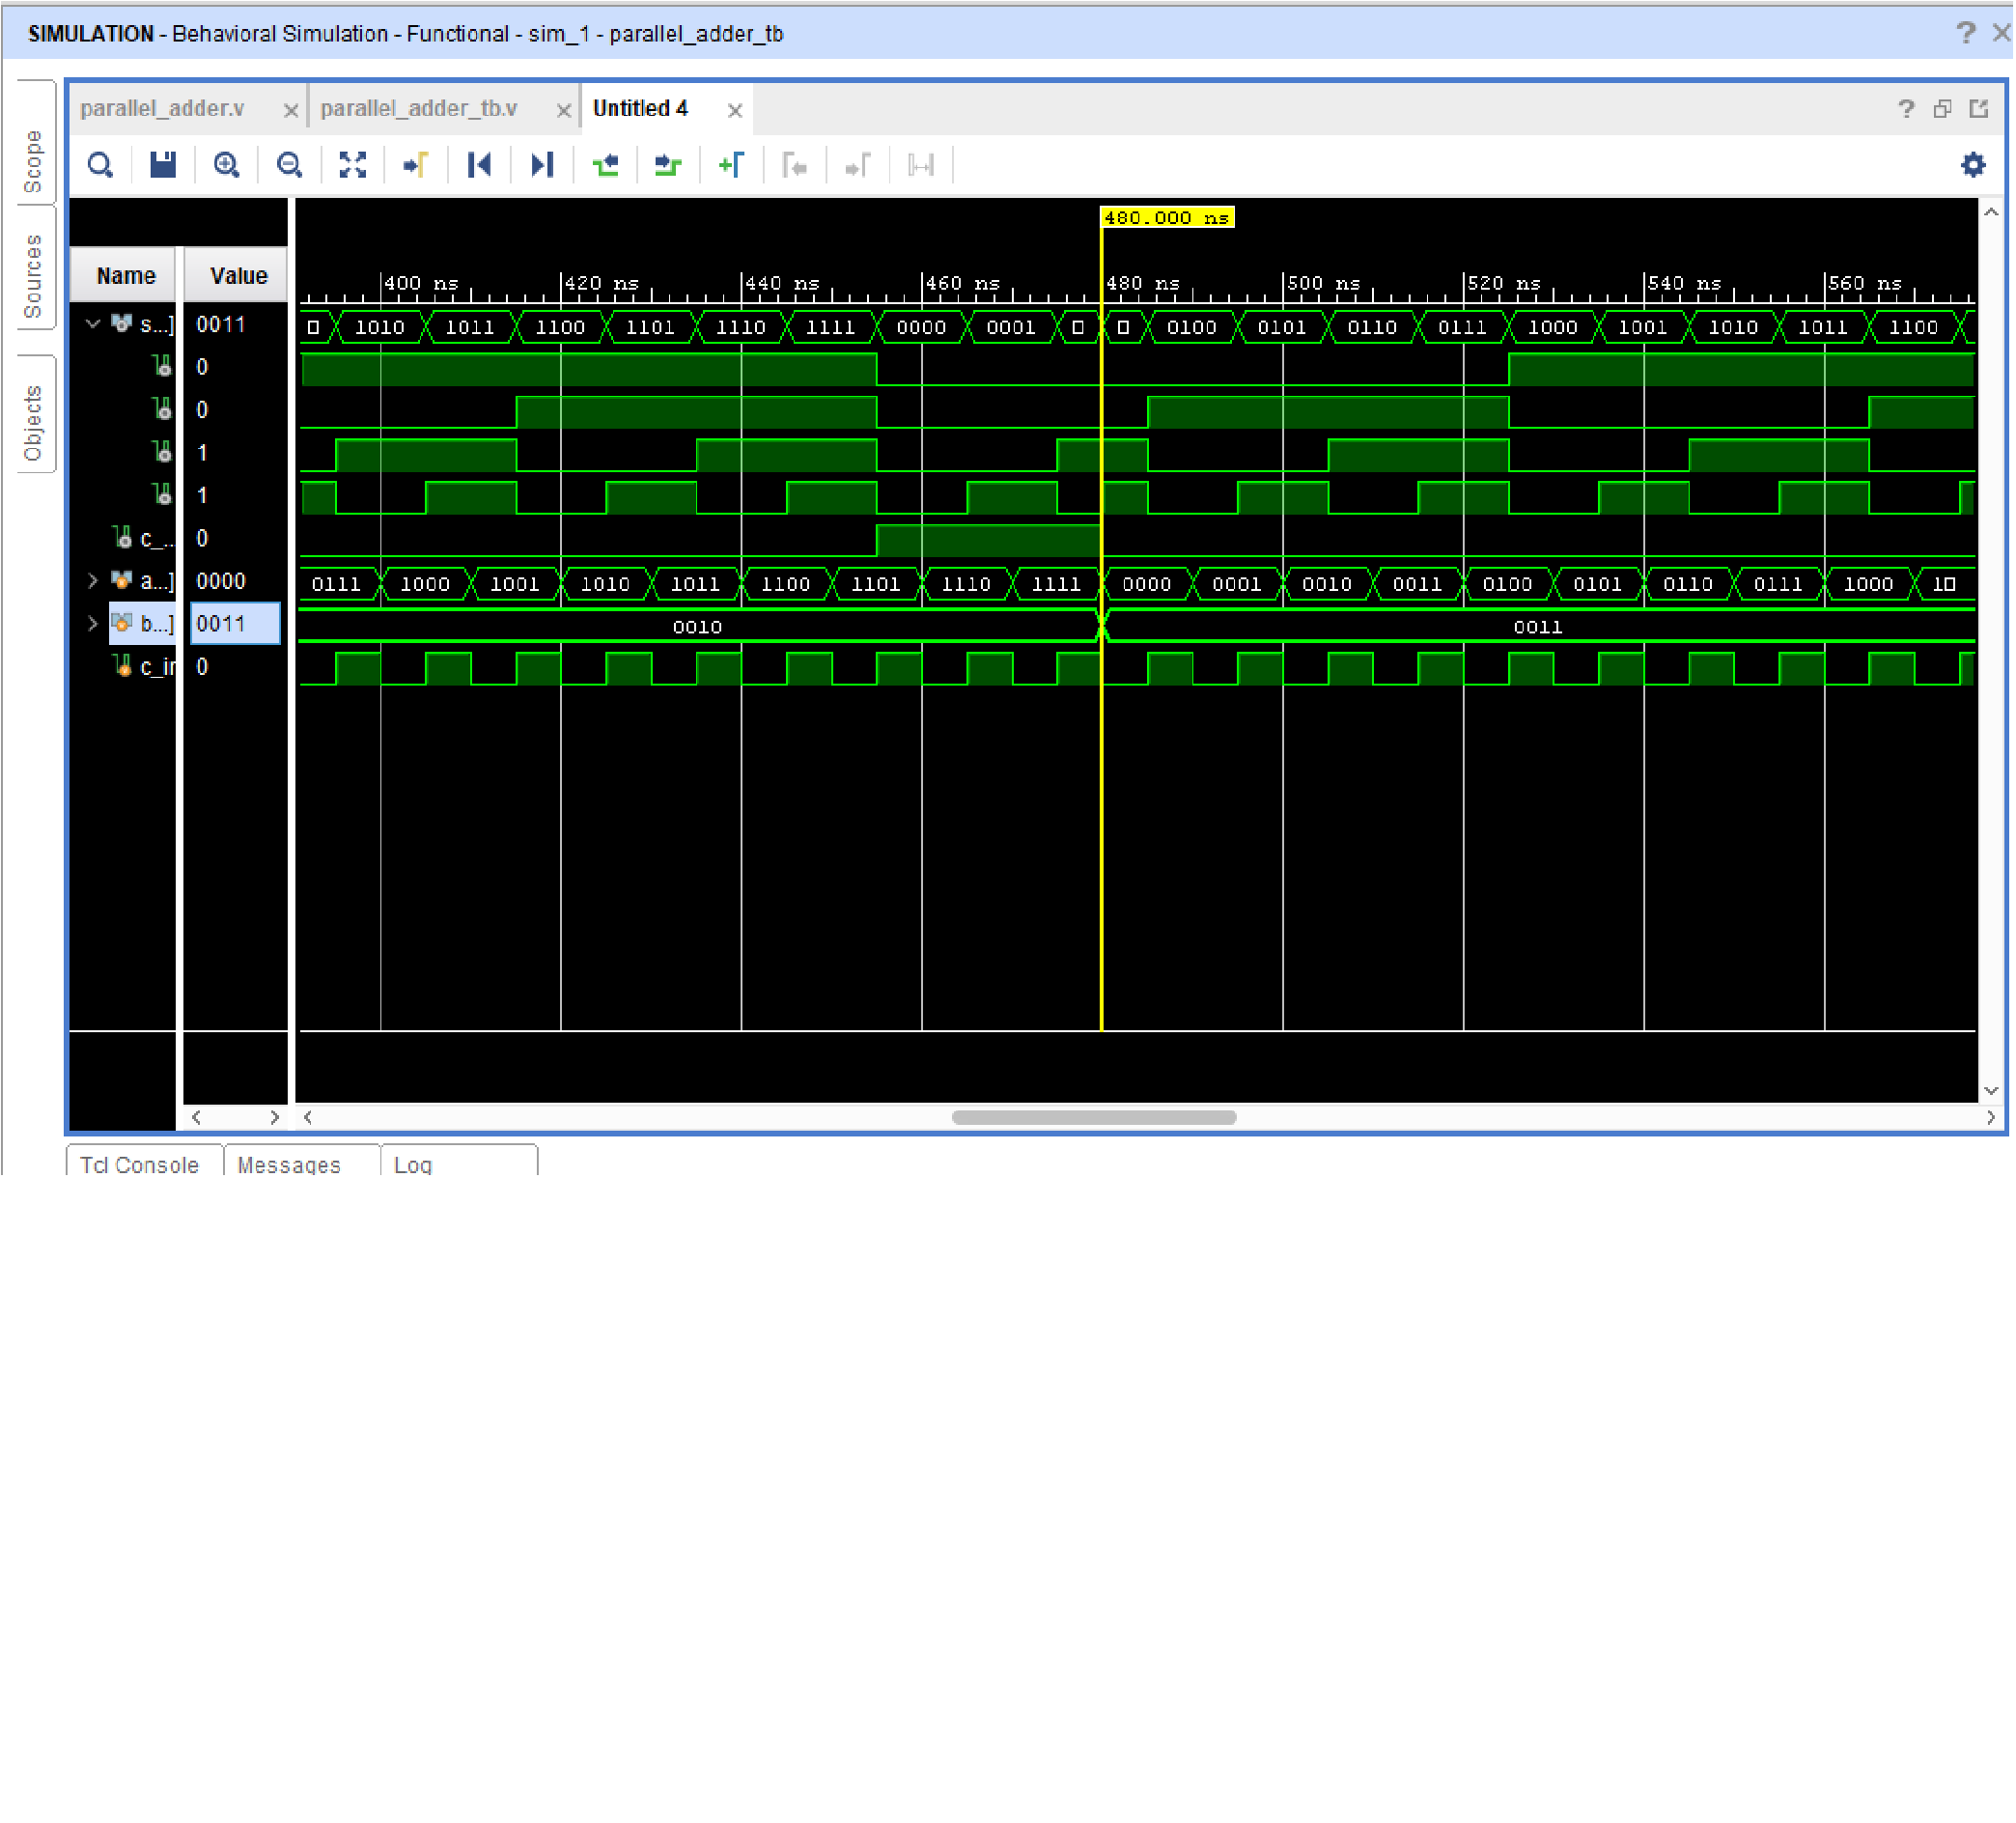 SIMULATION - Behavioral Simulation - Functional - sim_1 - parallel_adder_tb
Scope
Sources
Objects
parallel_adder.v
parallel_adder_tb.v
Untitled 4
480.000 ns
Name Value
400 ns 420 ns 440 ns 460 ns 480 ns 500 ns 520 ns 540 ns 560 ns
s...] 0011 1010 1011 1100 1101 1110 1111 0000 0001 0100 0101 0110 0111 1000 1001 1010 1011 1100
0
0
1
1
c_... 0
a...] 0000 0111 1000 1001 1010 1011 1100 1101 1110 1111 0000 0001 0010 0011 0100 0101 0110 0111 1000 1
b...] 0011 0010 0011
c_in 0
Tcl Console Messages Log